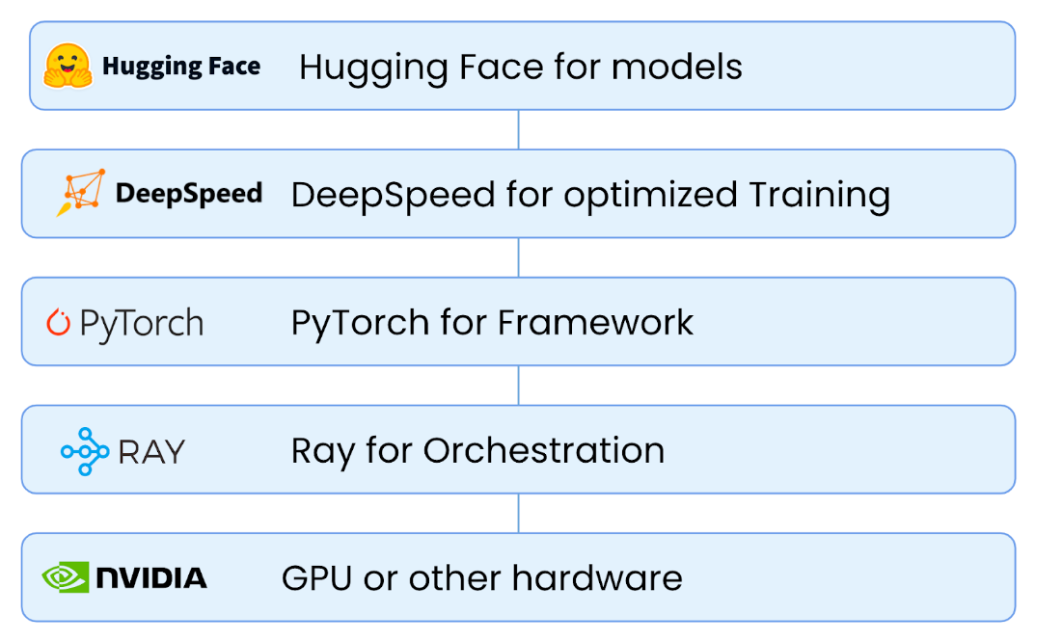 Hugging Face Hugging Face for models
DeepSpeed DeepSpeed for optimized Training
PyTorch PyTorch for Framework
RAY Ray for Orchestration
NVIDIA GPU or other hardware